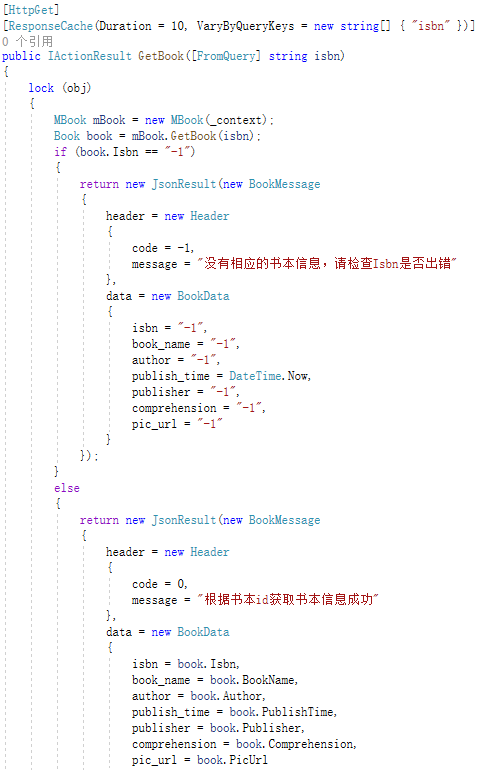 [HttpGet]
[ResponseCache(Duration = 10, VaryByQueryKeys = new string[] { "isbn" })]
0 个引用
public IActionResult GetBook([FromQuery] string isbn)
{
    lock (obj)
    {
        MBook mBook = new MBook(_context);
        Book book = mBook.GetBook(isbn);
        if (book.Isbn == "-1")
        {
            return new JsonResult(new BookMessage
            {
                header = new Header
                {
                    code = -1,
                    message = "没有相应的书本信息，请检查Isbn是否出错"
                },
                data = new BookData
                {
                    isbn = "-1",
                    book_name = "-1",
                    author = "-1",
                    publish_time = DateTime.Now,
                    publisher = "-1",
                    comprehension = "-1",
                    pic_url = "-1"
                }
            });
        }
        else
        {
            return new JsonResult(new BookMessage
            {
                header = new Header
                {
                    code = 0,
                    message = "根据书本id获取书本信息成功"
                },
                data = new BookData
                {
                    isbn = book.Isbn,
                    book_name = book.BookName,
                    author = book.Author,
                    publish_time = book.PublishTime,
                    publisher = book.Publisher,
                    comprehension = book.Comprehension,
                    pic_url = book.PicUrl